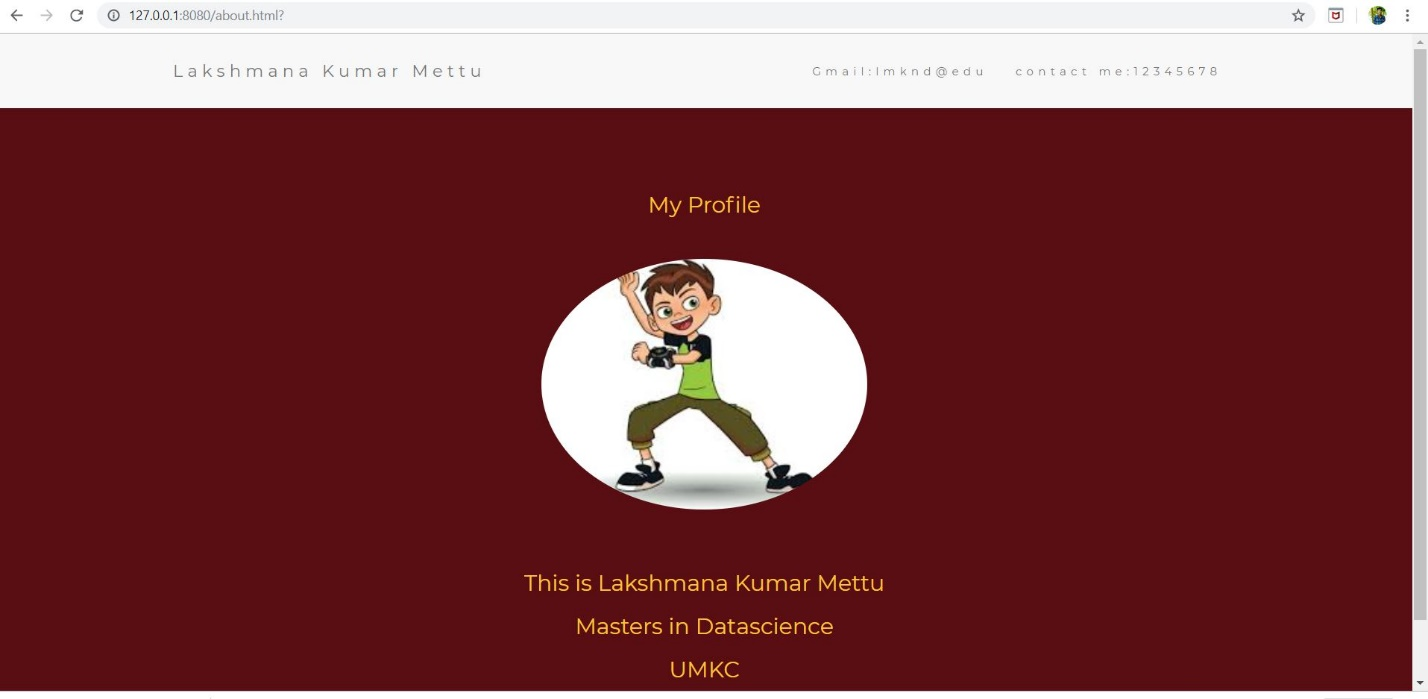 127.0.0.1:8080/about.html?
Lakshmana Kumar Mettu
Gmail:lmknd@edu contact me:12345678
My Profile
This is Lakshmana Kumar Mettu
Masters in Datascience
UMKC